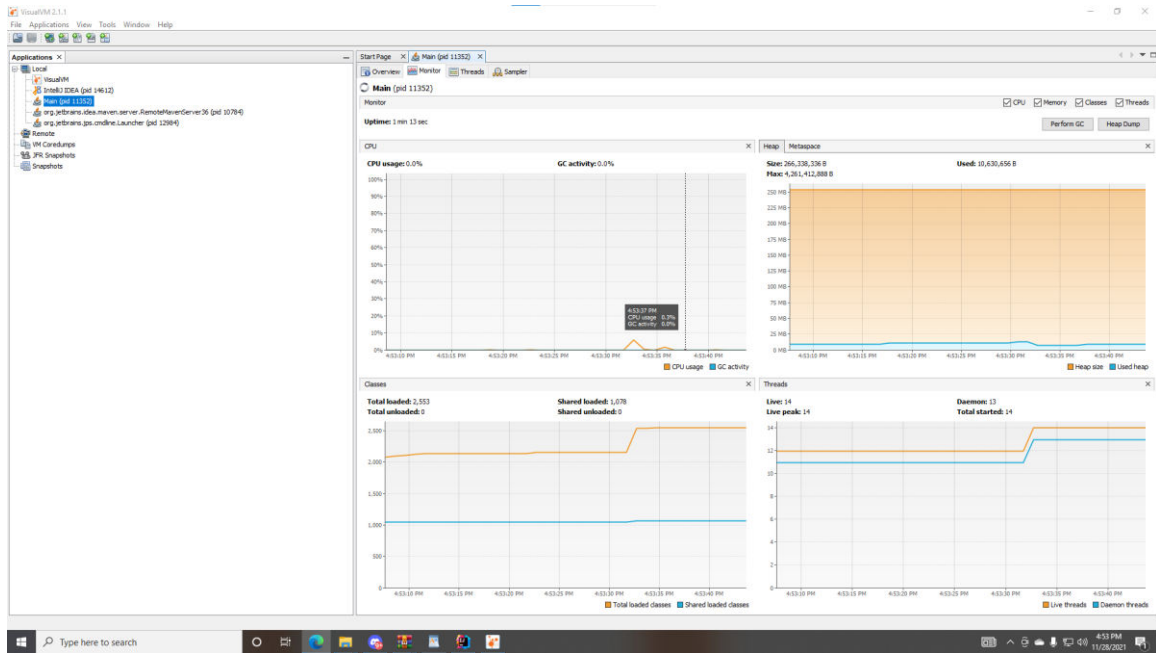 VisualVM 2.1.1
File Applications View Tools Window Help
Applications ×
Local
VisualVM
IntelliJ IDEA (pid 14612)
Main (pid 11352)
org.jetbrains.idea.maven.server.RemoteMavenServer36 (pid 10784)
org.jetbrains.jps.cmdline.Launcher (pid 12984)
Remote
VM Coredumps
JFR Snapshots
Snapshots
Start Page × Main (pid 11352) ×
Overview Monitor Threads Sampler
Main (pid 11352)
Monitor CPU Memory Classes Threads
Uptime: 1 min 13 sec Perform GC Heap Dump
CPU ×
CPU usage: 0.0% GC activity: 0.0%
100%
90%
80%
70%
60%
50%
40%
30%
20%
10%
0%
4:53:37 PM
CPU usage 0.3%
GC activity 0.0%
4:53:10 PM 4:53:15 PM 4:53:20 PM 4:53:25 PM 4:53:30 PM 4:53:35 PM 4:53:40 PM
CPU usage GC activity
Heap Metaspace ×
Size: 266,338,336 B Used: 10,630,656 B
Max: 4,261,412,888 B
250 MB
225 MB
200 MB
175 MB
150 MB
125 MB
100 MB
75 MB
50 MB
25 MB
0 MB
4:53:10 PM 4:53:15 PM 4:53:20 PM 4:53:25 PM 4:53:30 PM 4:53:35 PM 4:53:40 PM
Heap size Used heap
Classes ×
Total loaded: 2,553 Shared loaded: 1,078
Total unloaded: 0 Shared unloaded: 0
2,500
2,000
1,500
1,000
500
0
4:53:10 PM 4:53:15 PM 4:53:20 PM 4:53:25 PM 4:53:30 PM 4:53:35 PM 4:53:40 PM
Total loaded classes Shared loaded classes
Threads ×
Live: 14 Daemon: 13
Live peak: 14 Total started: 14
14
12
10
8
6
4
2
0
4:53:10 PM 4:53:15 PM 4:53:20 PM 4:53:25 PM 4:53:30 PM 4:53:35 PM 4:53:40 PM
Live threads Daemon threads
Type here to search
4:53 PM
11/28/2021